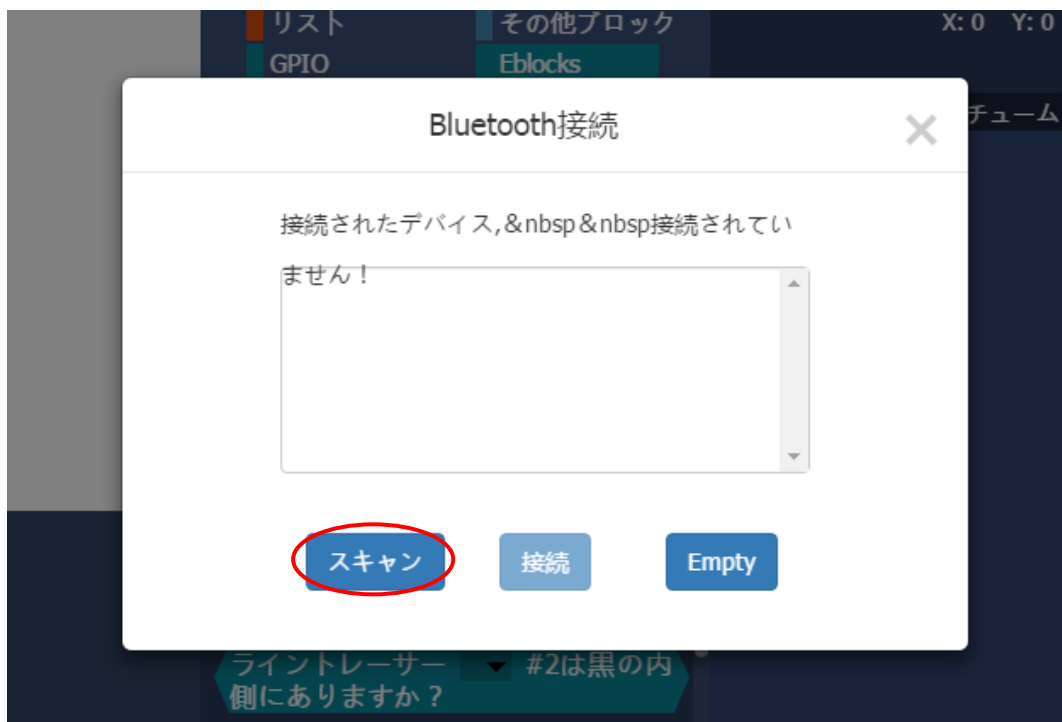 リスト その他ブロック X: 0 Y: 0
GPIO Eblocks
チューム
Bluetooth接続 ×
接続されたデバイス,&nbsp&nbsp接続されてい
ません！
スキャン 接続 Empty
ライントレーサー #2は黒の内
側にありますか？